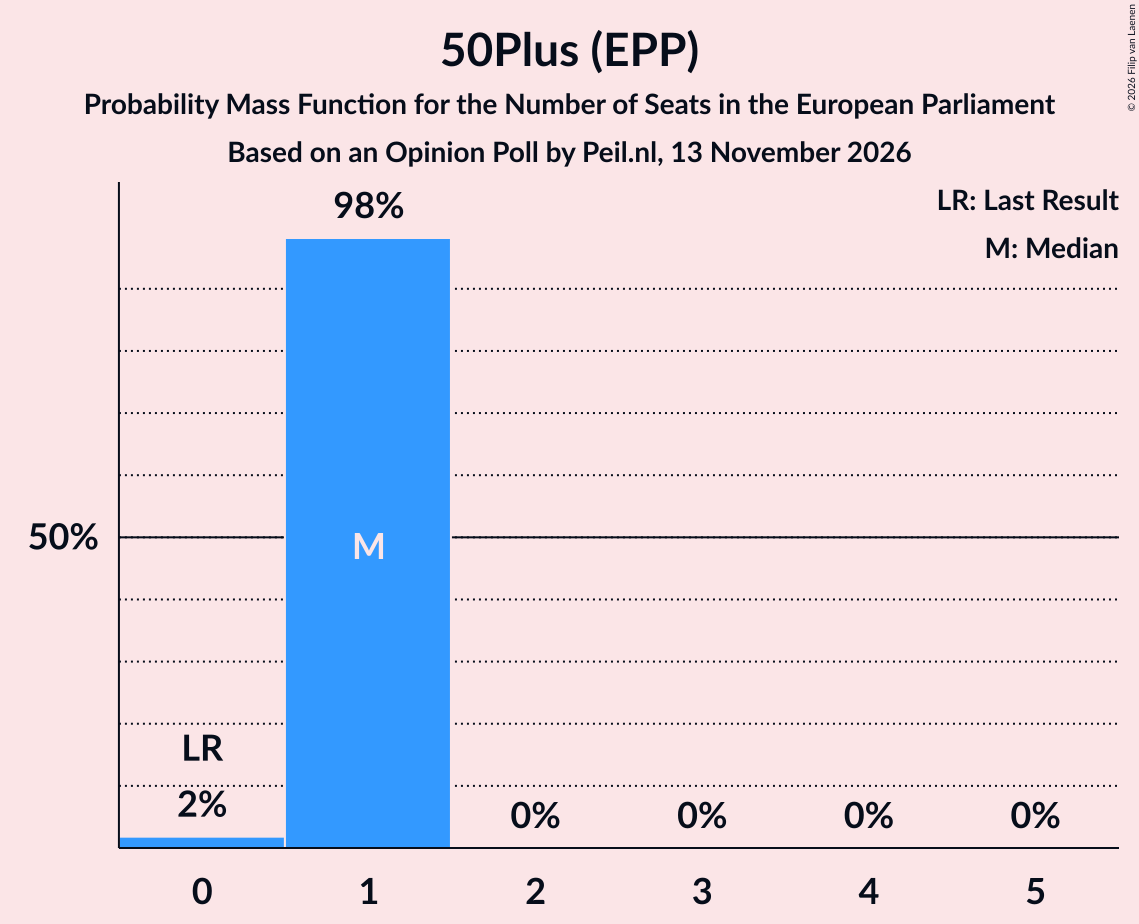 50Plus (EPP)
Probability Mass Function for the Number of Seats in the European Parliament
Based on an Opinion Poll by Peil.nl, 13 November 2026
© 2026 Filip van Laenen
LR: Last Result
M: Median
98%
50%
M
LR
2%
0%
0%
0%
0%
0
1
2
3
4
5